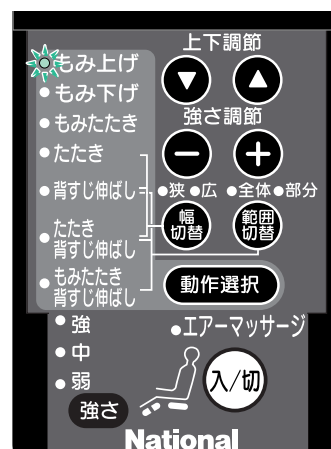 もみ上げ
もみ下げ
もみたたき
たたき
背すじ伸ばし
たたき
背すじ伸ばし
もみたたき
背すじ伸ばし
上下調節
強さ調節
狭 広 全体 部分
幅
切替
範囲
切替
動作選択
強
中
弱
強さ
エアーマッサージ
入/切
National